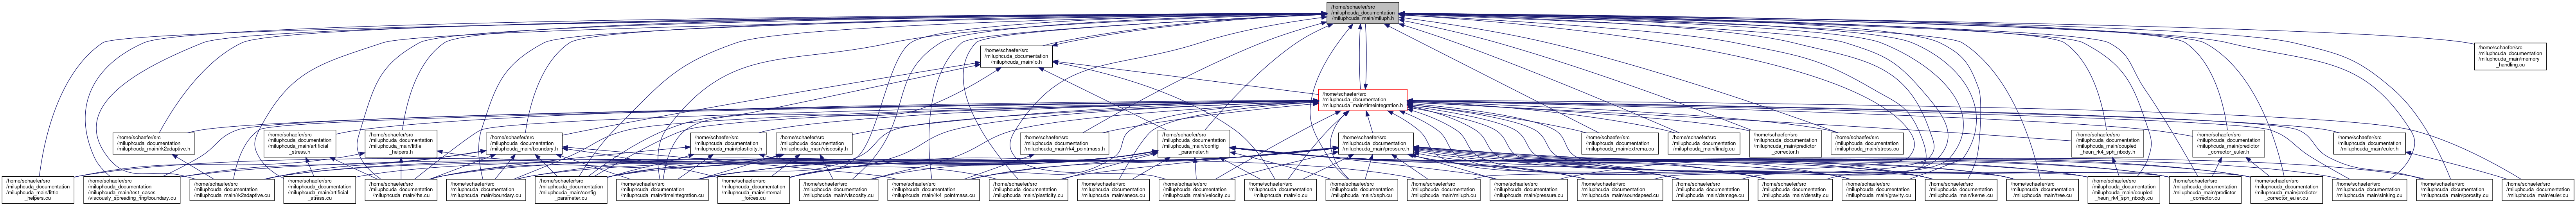 /home/schaefer/src
/miluphcuda_documentation
/miluphcuda_main/miluph.h
/home/schaefer/src
/miluphcuda_documentation
/miluphcuda_main/io.h
/home/schaefer/src
/miluphcuda_documentation
/miluphcuda_main/memory
_handling.cu
/home/schaefer/src
/miluphcuda_documentation
/miluphcuda_main/timeintegration.h
/home/schaefer/src
/miluphcuda_documentation
/miluphcuda_main/rk2adaptive.h
/home/schaefer/src
/miluphcuda_documentation
/miluphcuda_main/artificial
_stress.h
/home/schaefer/src
/miluphcuda_documentation
/miluphcuda_main/little
_helpers.h
/home/schaefer/src
/miluphcuda_documentation
/miluphcuda_main/boundary.h
/home/schaefer/src
/miluphcuda_documentation
/miluphcuda_main/plasticity.h
/home/schaefer/src
/miluphcuda_documentation
/miluphcuda_main/viscosity.h
/home/schaefer/src
/miluphcuda_documentation
/miluphcuda_main/rk4_pointmass.h
/home/schaefer/src
/miluphcuda_documentation
/miluphcuda_main/config
_parameter.h
/home/schaefer/src
/miluphcuda_documentation
/miluphcuda_main/pressure.h
/home/schaefer/src
/miluphcuda_documentation
/miluphcuda_main/extrema.cu
/home/schaefer/src
/miluphcuda_documentation
/miluphcuda_main/linalg.cu
/home/schaefer/src
/miluphcuda_documentation
/miluphcuda_main/predictor
_corrector.h
/home/schaefer/src
/miluphcuda_documentation
/miluphcuda_main/stress.cu
/home/schaefer/src
/miluphcuda_documentation
/miluphcuda_main/coupled
_heun_rk4_sph_nbody.h
/home/schaefer/src
/miluphcuda_documentation
/miluphcuda_main/predictor
_corrector_euler.h
/home/schaefer/src
/miluphcuda_documentation
/miluphcuda_main/euler.h
/home/schaefer/src
/miluphcuda_documentation
/miluphcuda_main/little
_helpers.cu
/home/schaefer/src
/miluphcuda_documentation
/miluphcuda_main/test_cases
/viscously_spreading_ring/boundary.cu
/home/schaefer/src
/miluphcuda_documentation
/miluphcuda_main/rk2adaptive.cu
/home/schaefer/src
/miluphcuda_documentation
/miluphcuda_main/artificial
_stress.cu
/home/schaefer/src
/miluphcuda_documentation
/miluphcuda_main/rhs.cu
/home/schaefer/src
/miluphcuda_documentation
/miluphcuda_main/boundary.cu
/home/schaefer/src
/miluphcuda_documentation
/miluphcuda_main/config
_parameter.cu
/home/schaefer/src
/miluphcuda_documentation
/miluphcuda_main/timeintegration.cu
/home/schaefer/src
/miluphcuda_documentation
/miluphcuda_main/internal
_forces.cu
/home/schaefer/src
/miluphcuda_documentation
/miluphcuda_main/viscosity.cu
/home/schaefer/src
/miluphcuda_documentation
/miluphcuda_main/rk4_pointmass.cu
/home/schaefer/src
/miluphcuda_documentation
/miluphcuda_main/plasticity.cu
/home/schaefer/src
/miluphcuda_documentation
/miluphcuda_main/aneos.cu
/home/schaefer/src
/miluphcuda_documentation
/miluphcuda_main/velocity.cu
/home/schaefer/src
/miluphcuda_documentation
/miluphcuda_main/io.cu
/home/schaefer/src
/miluphcuda_documentation
/miluphcuda_main/xsph.cu
/home/schaefer/src
/miluphcuda_documentation
/miluphcuda_main/miluph.cu
/home/schaefer/src
/miluphcuda_documentation
/miluphcuda_main/pressure.cu
/home/schaefer/src
/miluphcuda_documentation
/miluphcuda_main/soundspeed.cu
/home/schaefer/src
/miluphcuda_documentation
/miluphcuda_main/damage.cu
/home/schaefer/src
/miluphcuda_documentation
/miluphcuda_main/density.cu
/home/schaefer/src
/miluphcuda_documentation
/miluphcuda_main/gravity.cu
/home/schaefer/src
/miluphcuda_documentation
/miluphcuda_main/kernel.cu
/home/schaefer/src
/miluphcuda_documentation
/miluphcuda_main/tree.cu
/home/schaefer/src
/miluphcuda_documentation
/miluphcuda_main/coupled
_heun_rk4_sph_nbody.cu
/home/schaefer/src
/miluphcuda_documentation
/miluphcuda_main/predictor
_corrector.cu
/home/schaefer/src
/miluphcuda_documentation
/miluphcuda_main/predictor
_corrector_euler.cu
/home/schaefer/src
/miluphcuda_documentation
/miluphcuda_main/sinking.cu
/home/schaefer/src
/miluphcuda_documentation
/miluphcuda_main/porosity.cu
/home/schaefer/src
/miluphcuda_documentation
/miluphcuda_main/euler.cu